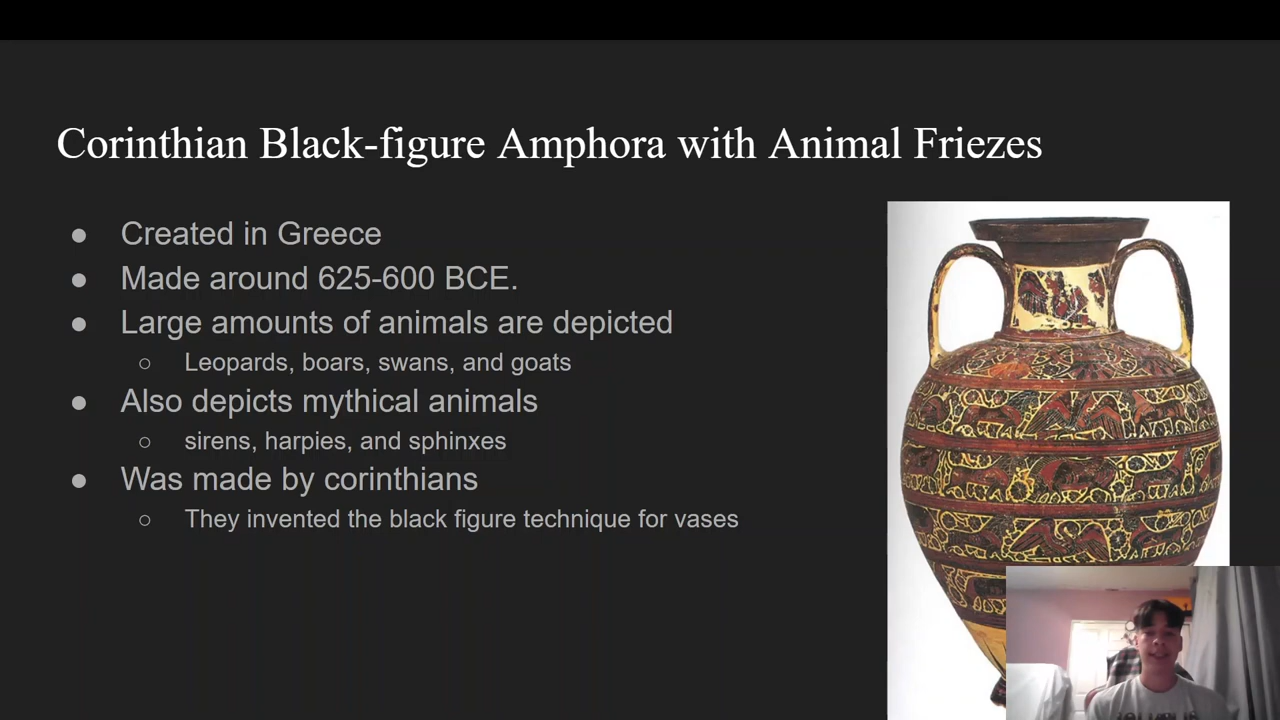 Corinthian Black-figure Amphora with Animal Friezes
● Created in Greece
● Made around 625-600 BCE.
● Large amounts of animals are depicted
○ Leopards, boars, swans, and goats
● Also depicts mythical animals
○ sirens, harpies, and sphinxes
● Was made by corinthians
○ They invented the black figure technique for vases